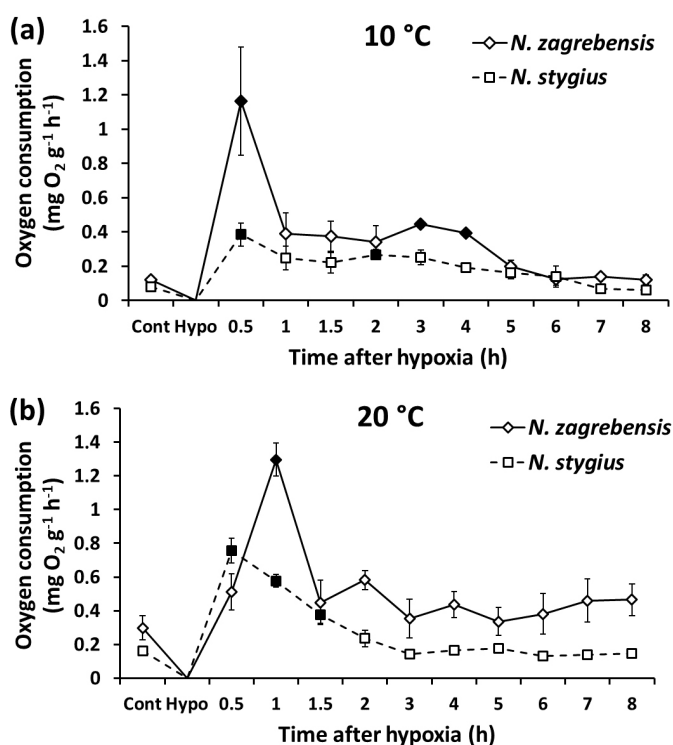 (a)
10 °C
N. zagrebensis
N. stygius
Oxygen consumption
(mg O₂ g⁻¹ h⁻¹)
1.6
1.4
1.2
1
0.8
0.6
0.4
0.2
0
Cont Hypo 0.5 1 1.5 2 3 4 5 6 7 8
Time after hypoxia (h)
(b)
20 °C
N. zagrebensis
N. stygius
Oxygen consumption
(mg O₂ g⁻¹ h⁻¹)
1.6
1.4
1.2
1
0.8
0.6
0.4
0.2
0
Cont Hypo 0.5 1 1.5 2 3 4 5 6 7 8
Time after hypoxia (h)